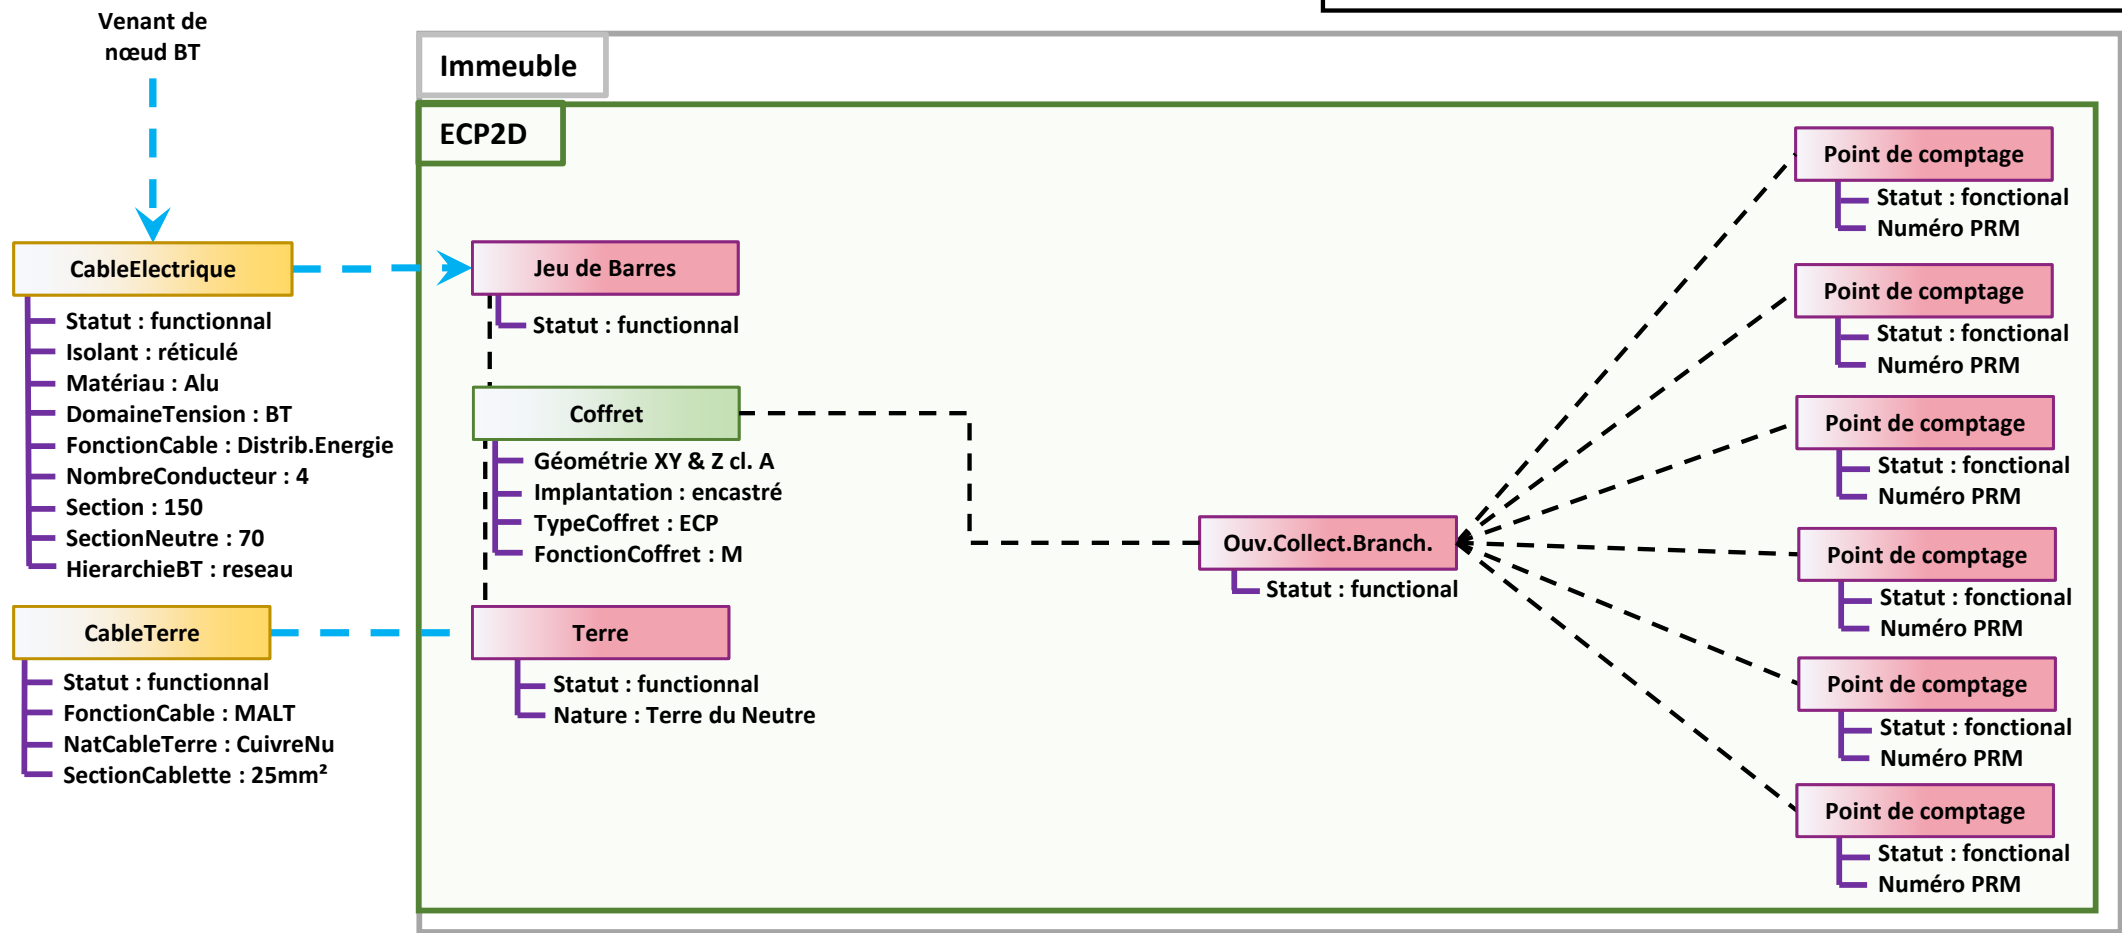 Venant de
nœud BT
Immeuble
ECP2D
CableElectrique
Statut : functionnal
Isolant : réticulé
Matériau : Alu
DomaineTension : BT
FonctionCable : Distrib.Energie
NombreConducteur : 4
Section : 150
SectionNeutre : 70
HierarchieBT : reseau
CableTerre
Statut : functionnal
FonctionCable : MALT
NatCableTerre : CuivreNu
SectionCablette : 25mm²
Jeu de Barres
Statut : functionnal
Coffret
Géométrie XY & Z cl. A
Implantation : encastré
TypeCoffret : ECP
FonctionCoffret : M
Terre
Statut : functionnal
Nature : Terre du Neutre
Ouv.Collect.Branch.
Statut : functional
Point de comptage
Statut : fonctional
Numéro PRM
Point de comptage
Statut : fonctional
Numéro PRM
Point de comptage
Statut : fonctional
Numéro PRM
Point de comptage
Statut : fonctional
Numéro PRM
Point de comptage
Statut : fonctional
Numéro PRM
Point de comptage
Statut : fonctional
Numéro PRM